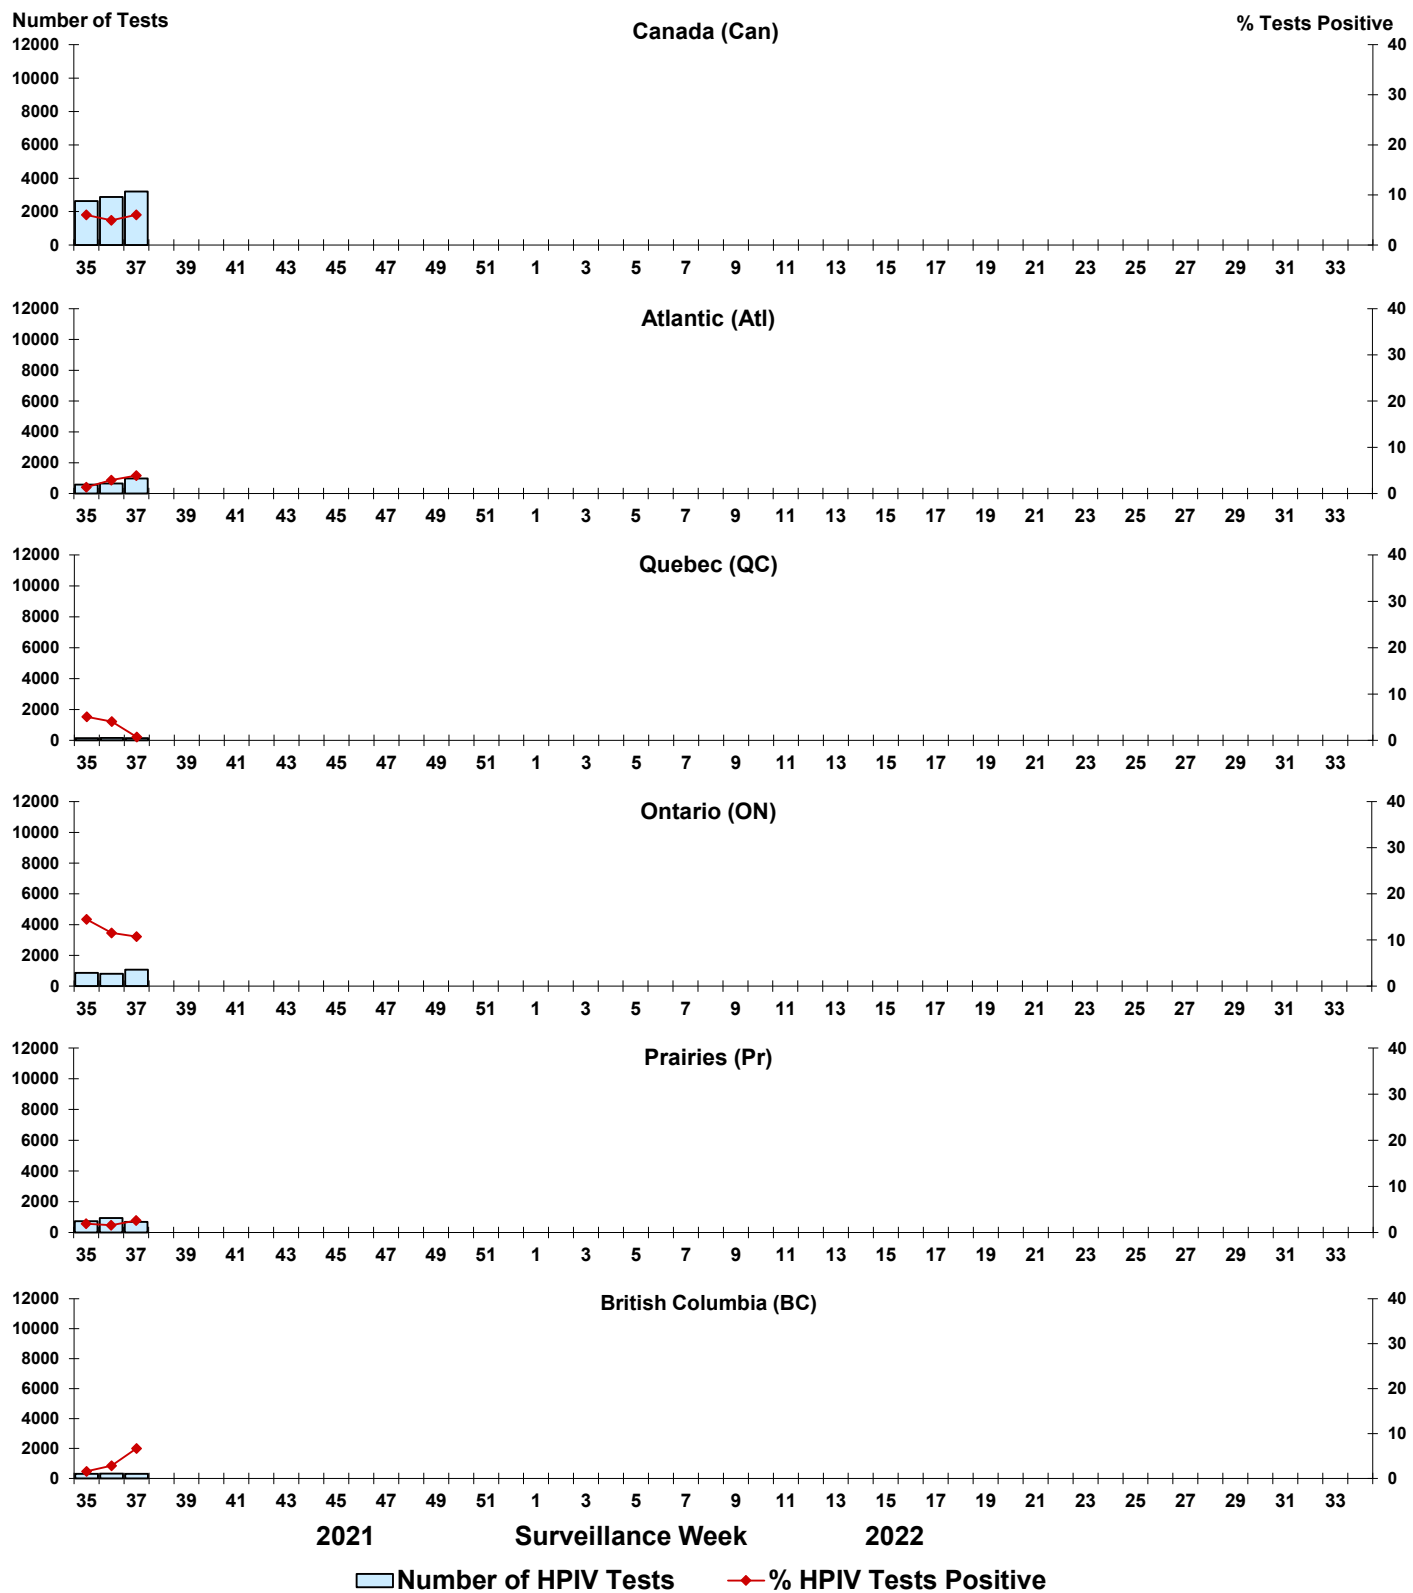 Number of Tests
Canada (Can)
% Tests Positive
12000 40
10000
8000 30
6000 20
4000
2000 10
0 0
35 37 39 41 43 45 47 49 51 1 3 5 7 9 11 13 15 17 19 21 23 25 27 29 31 33
Atlantic (Atl)
12000 40
10000
8000 30
6000 20
4000
2000 10
0 0
35 37 39 41 43 45 47 49 51 1 3 5 7 9 11 13 15 17 19 21 23 25 27 29 31 33
Quebec (QC)
12000 40
10000
8000 30
6000 20
4000
2000 10
0 0
35 37 39 41 43 45 47 49 51 1 3 5 7 9 11 13 15 17 19 21 23 25 27 29 31 33
Ontario (ON)
12000 40
10000
8000 30
6000 20
4000
2000 10
0 0
35 37 39 41 43 45 47 49 51 1 3 5 7 9 11 13 15 17 19 21 23 25 27 29 31 33
Prairies (Pr)
12000 40
10000
8000 30
6000 20
4000
2000 10
0 0
35 37 39 41 43 45 47 49 51 1 3 5 7 9 11 13 15 17 19 21 23 25 27 29 31 33
British Columbia (BC)
12000 40
10000
8000 30
6000 20
4000
2000 10
0 0
35 37 39 41 43 45 47 49 51 1 3 5 7 9 11 13 15 17 19 21 23 25 27 29 31 33
2021 Surveillance Week 2022
Number of HPIV Tests % HPIV Tests Positive